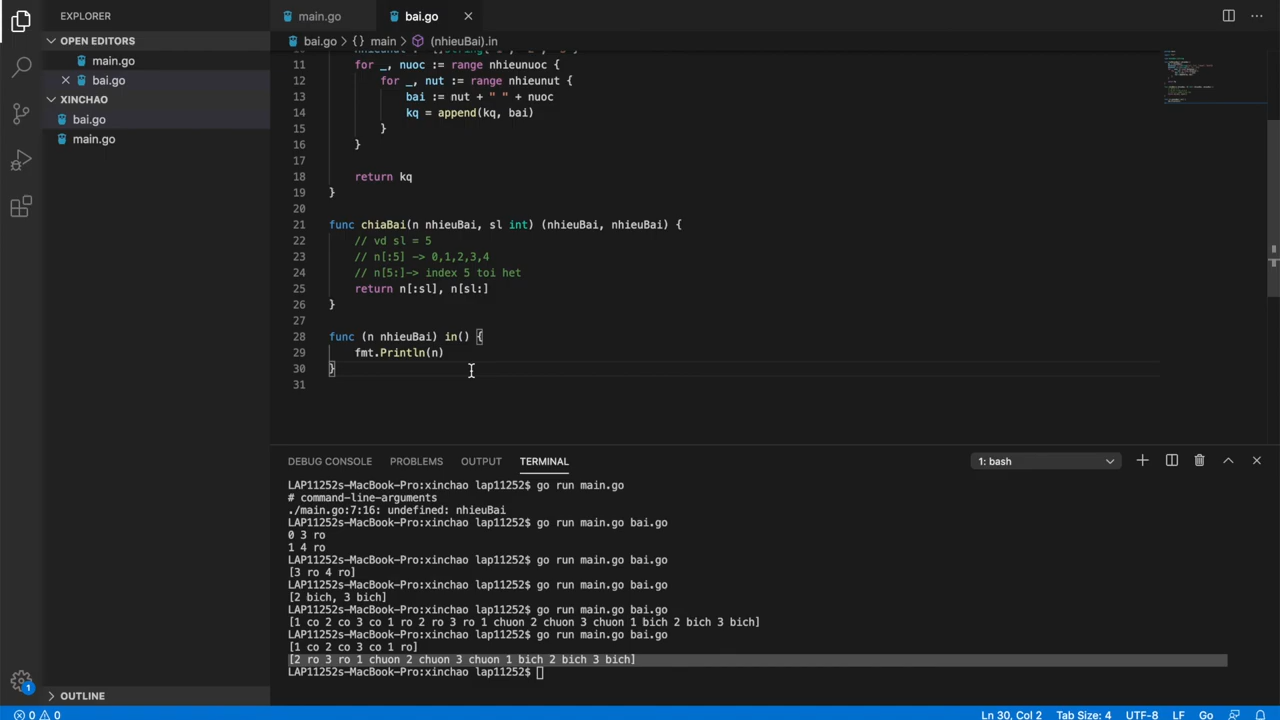 EXPLORER
OPEN EDITORS
main.go
bai.go
XINCHAO
bai.go
main.go
OUTLINE
1
main.go
bai.go
bai.go > {} main > (nhieuBai).in
11 for _, nuoc := range nhieunuoc {
12 for _, nut := range nhieunut {
13 bai := nut + " " + nuoc
14 kq = append(kq, bai)
15 }
16 }
17
18 return kq
19 }
20
21 func chiaBai(n nhieuBai, sl int) (nhieuBai, nhieuBai) {
22 // vd sl = 5
23 // n[:5] -> 0,1,2,3,4
24 // n[5:]-> index 5 toi het
25 return n[:sl], n[sl:]
26 }
27
28 func (n nhieuBai) in() {
29 fmt.Println(n)
30 }
31
DEBUG CONSOLE PROBLEMS OUTPUT TERMINAL 1: bash
LAP11252s-MacBook-Pro:xinchao lap11252$ go run main.go
# command-line-arguments
./main.go:7:16: undefined: nhieuBai
LAP11252s-MacBook-Pro:xinchao lap11252$ go run main.go bai.go
0 3 ro
1 4 ro
LAP11252s-MacBook-Pro:xinchao lap11252$ go run main.go bai.go
[3 ro 4 ro]
LAP11252s-MacBook-Pro:xinchao lap11252$ go run main.go bai.go
[2 bich, 3 bich]
LAP11252s-MacBook-Pro:xinchao lap11252$ go run main.go bai.go
[1 co 2 co 3 co 1 ro 2 ro 3 ro 1 chuon 2 chuon 3 chuon 1 bich 2 bich 3 bich]
LAP11252s-MacBook-Pro:xinchao lap11252$ go run main.go bai.go
[1 co 2 co 3 co 1 ro]
[2 ro 3 ro 1 chuon 2 chuon 3 chuon 1 bich 2 bich 3 bich]
LAP11252s-MacBook-Pro:xinchao lap11252$
0 0 Ln 30, Col 2 Tab Size: 4 UTF-8 LF Go